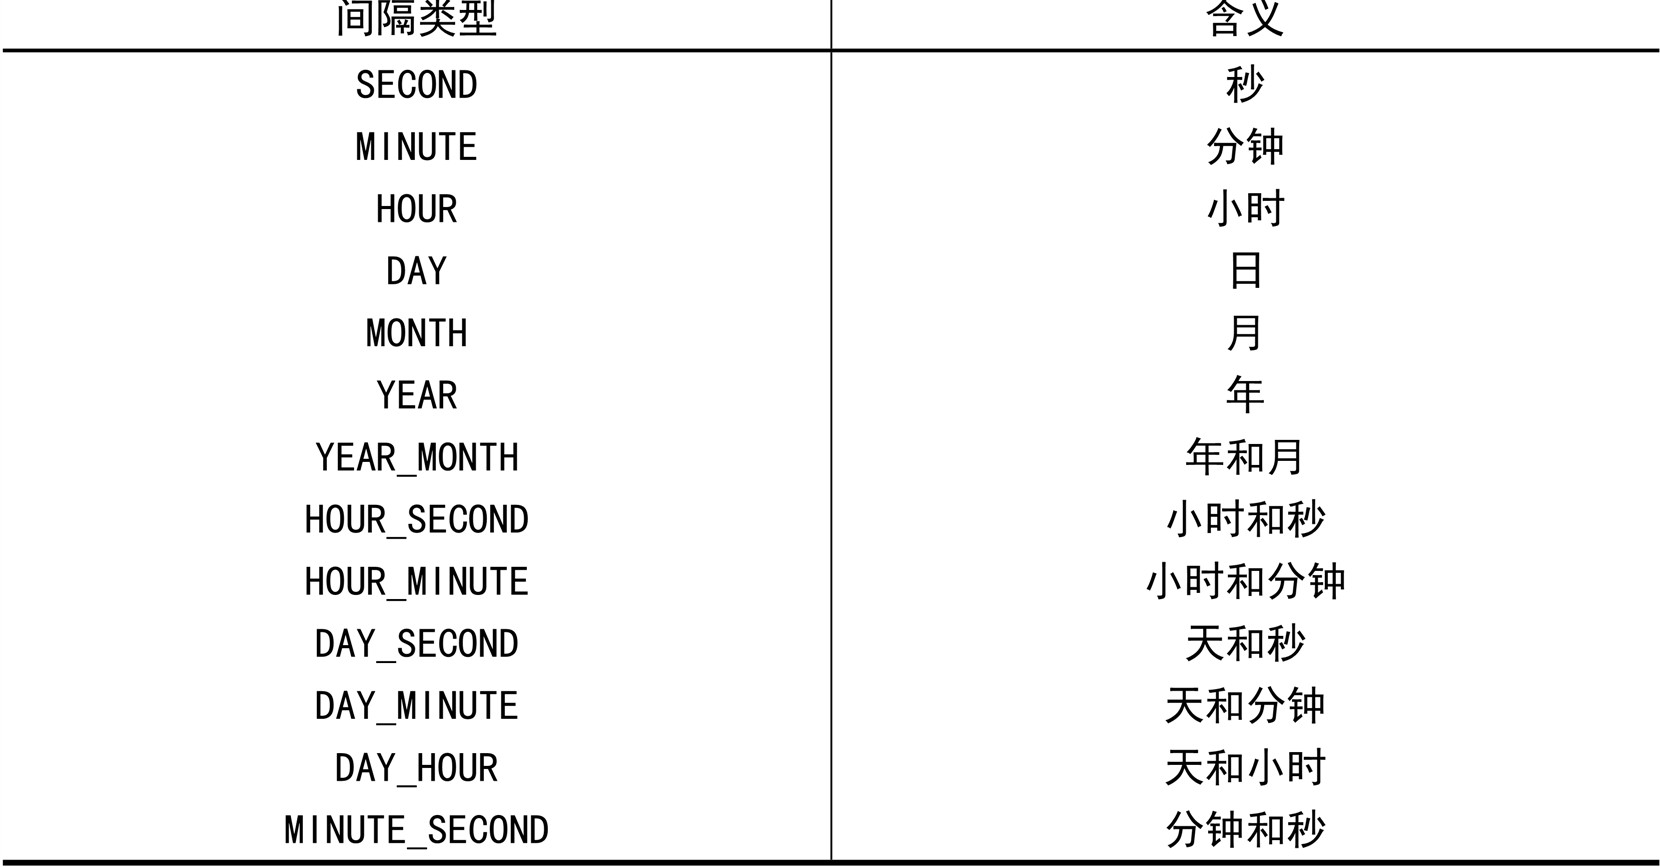 间隔类型 含义
SECOND 秒
MINUTE 分钟
HOUR 小时
DAY 日
MONTH 月
YEAR 年
YEAR_MONTH 年和月
HOUR_SECOND 小时和秒
HOUR_MINUTE 小时和分钟
DAY_SECOND 天和秒
DAY_MINUTE 天和分钟
DAY_HOUR 天和小时
MINUTE_SECOND 分钟和秒